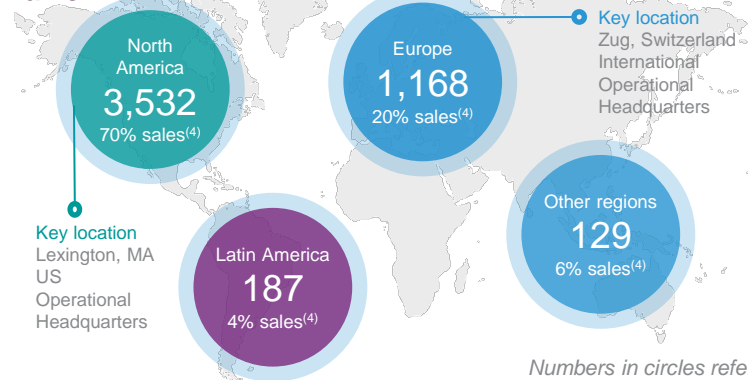 North
America
3,532
70% sales(4)
Europe
1,168
20% sales(4)
Key location
Zug, Switzerland
International
Operational
Headquarters
Key location
Lexington, MA
US
Operational
Headquarters
Latin America
187
4% sales(4)
Other regions
129
6% sales(4)
Numbers in circles refe